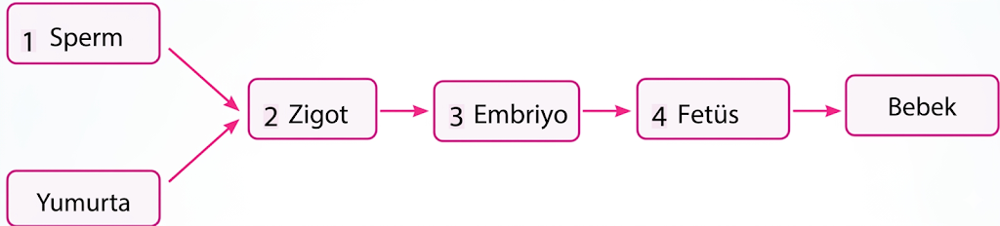 1 Sperm
Yumurta
2 Zigot
3 Embriyo
4 Fetüs
Bebek